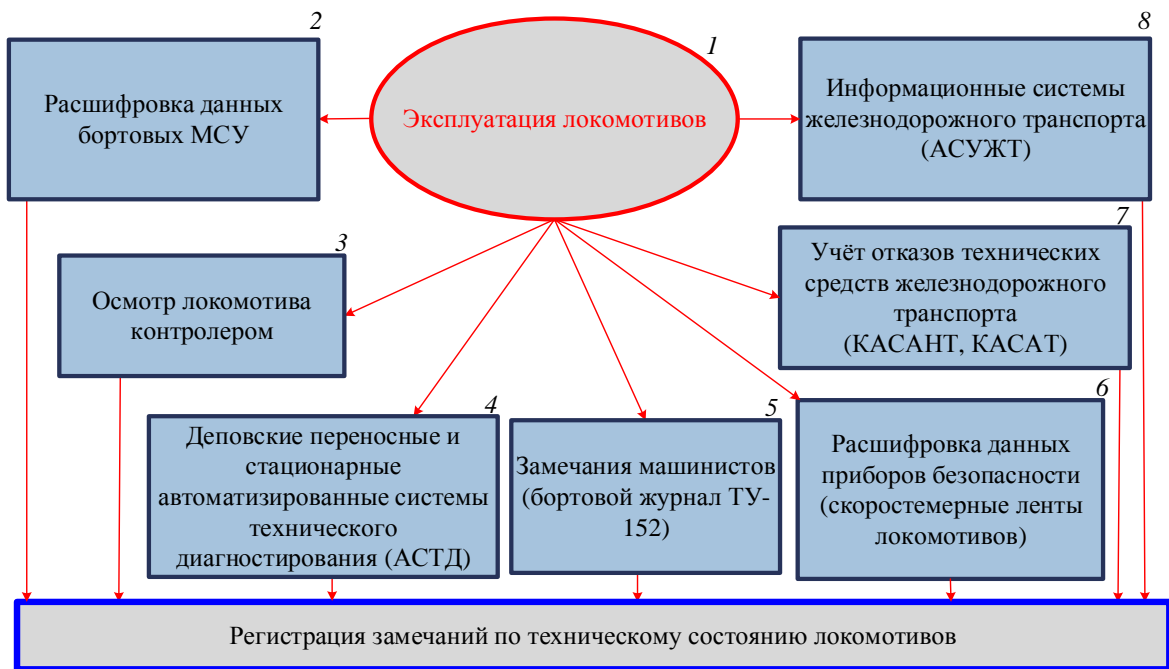 2
Расшифровка данных
бортовых МСУ
1
Эксплуатация локомотивов
8
Информационные системы
железнодорожного транспорта
(АСУЖТ)
3
Осмотр локомотива
контролером
7
Учёт отказов технических
средств железнодорожного
транспорта
(КАСАНТ, КАСАТ)
4
Деповские переносные и
стационарные
автоматизированные системы
технического
диагностирования (АСТД)
5
Замечания машинистов
(бортовой журнал ТУ-
152)
6
Расшифровка данных
приборов безопасности
(скоростемерные ленты
локомотивов)
Регистрация замечаний по техническому состоянию локомотивов